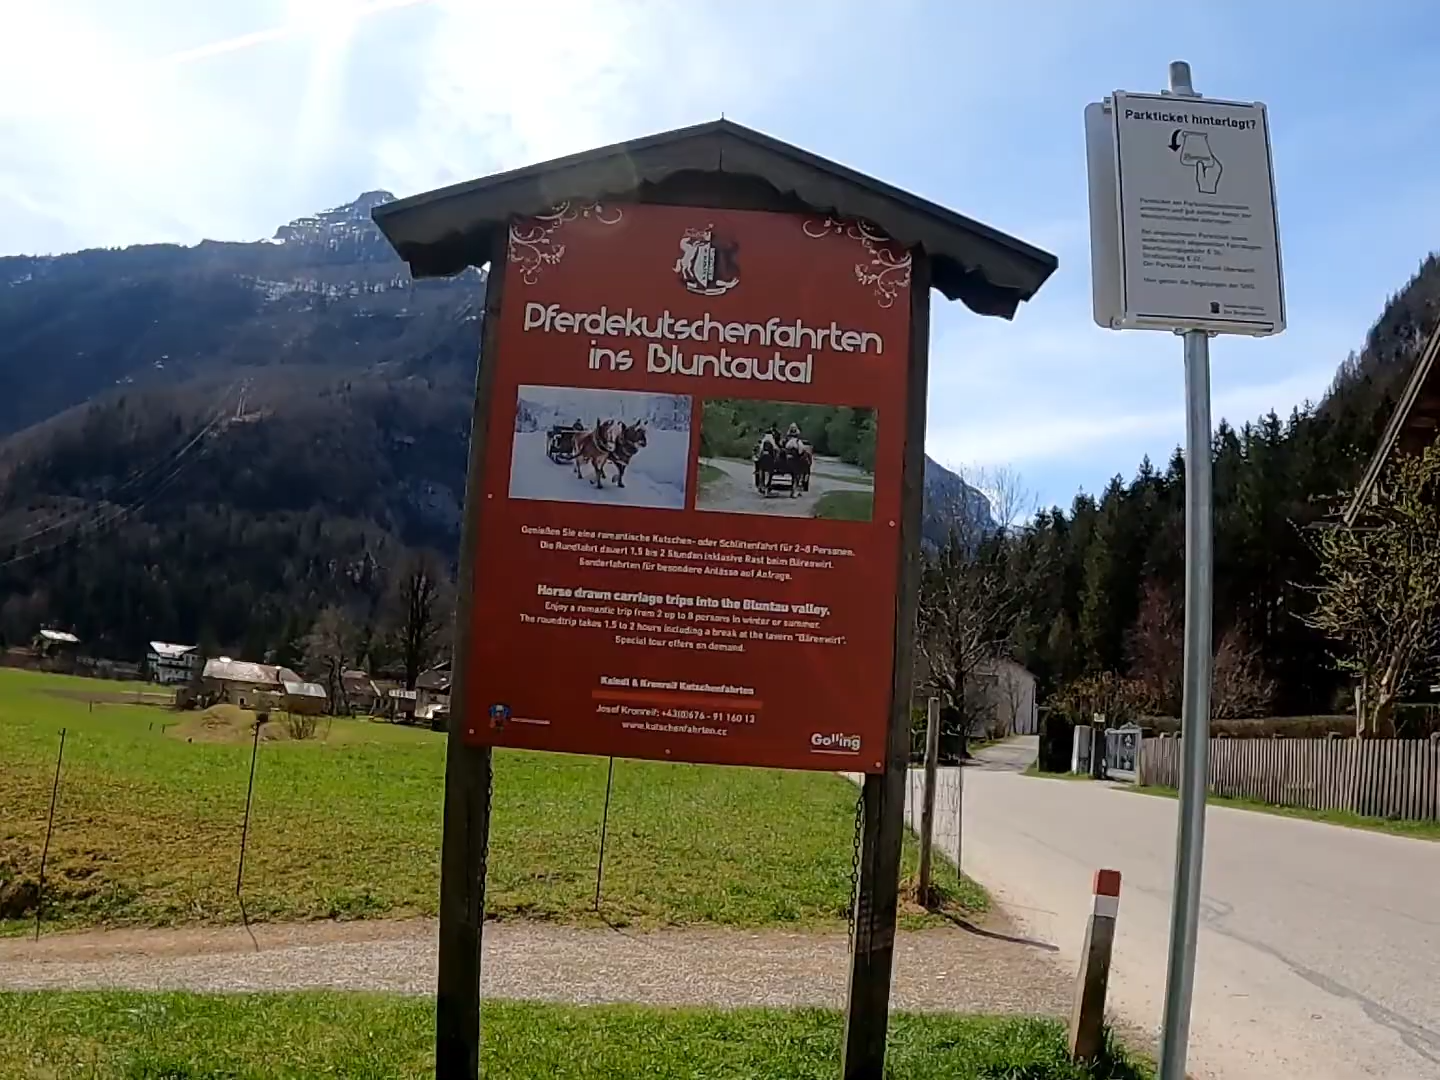 Pferdekutschenfahrten
ins Bluntautal
Genießen Sie eine romantische Kutschen- oder Schlittenfahrt für 2-8 Personen.
Die Rundfahrt dauert 1,5 bis 2 Stunden inklusive Rast beim Bärenwirt.
Sonderfahrten für besondere Anlässe auf Anfrage.
Horse drawn carriage trips into the Bluntau valley.
Enjoy a romantic trip from 2 up to 8 persons in winter or summer.
The roundtrip takes 1,5 to 2 hours including a break at the tavern "Bärenwirt".
Special tour offers on demand.
Kaindl & Kronreif Kutschenfahrten
Josef Kronreif: +43(0)676 - 91 160 13
www.kutschenfahrten.cc
Golling
Parkticket hinterlegt?